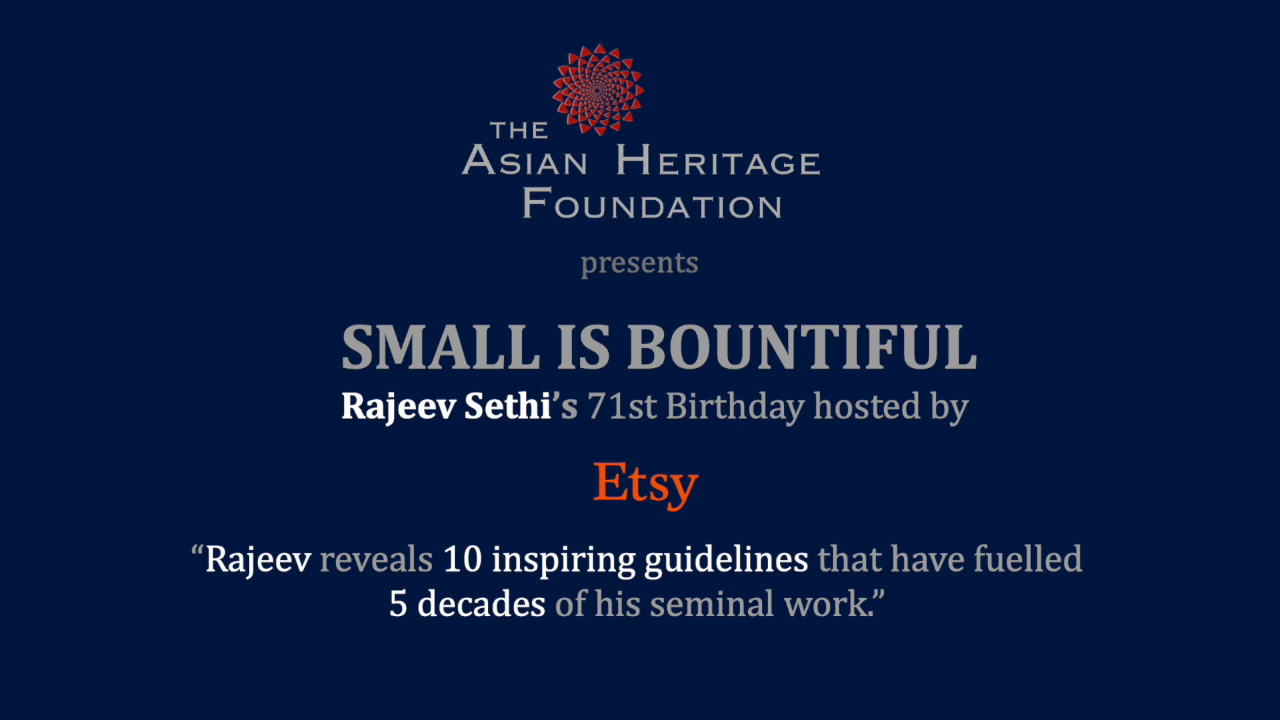 THE
ASIAN HERITAGE
FOUNDATION
presents
SMALL IS BOUNTIFUL
Rajeev Sethi’s 71st Birthday hosted by
Etsy
“Rajeev reveals 10 inspiring guidelines that have fuelled
5 decades of his seminal work.”